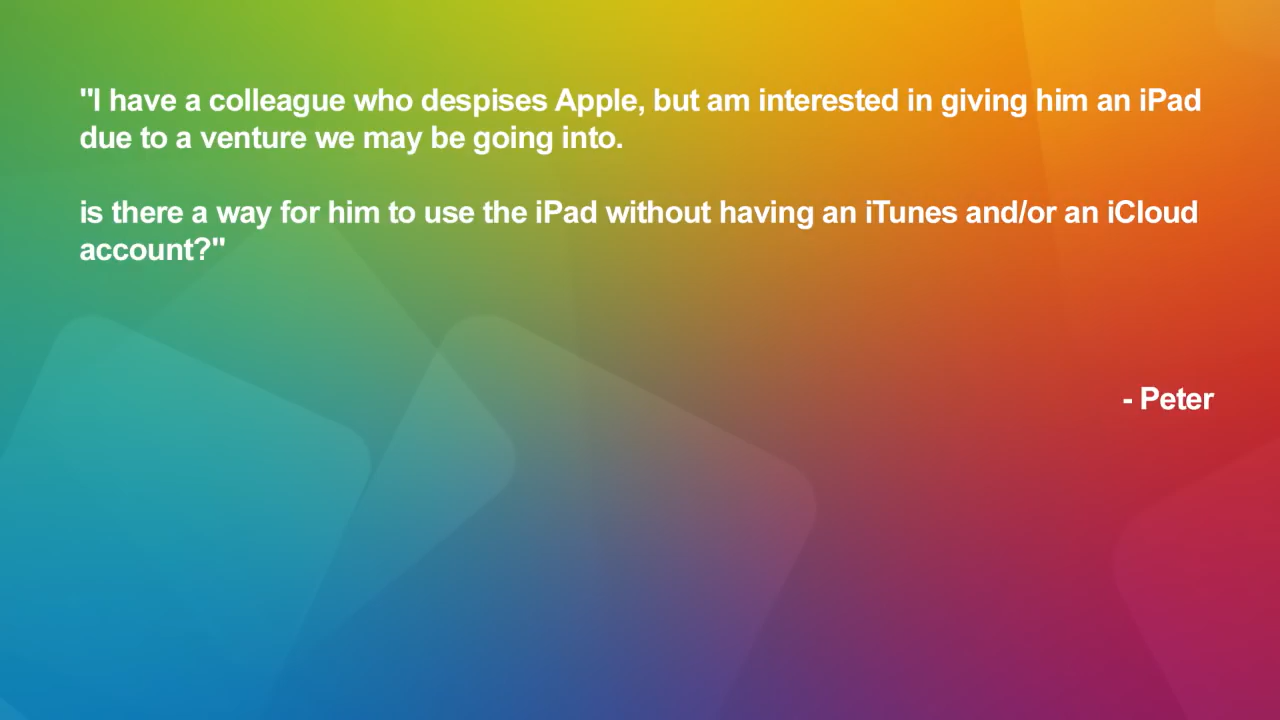 "I have a colleague who despises Apple, but am interested in giving him an iPad
due to a venture we may be going into.
is there a way for him to use the iPad without having an iTunes and/or an iCloud
account?"
- Peter